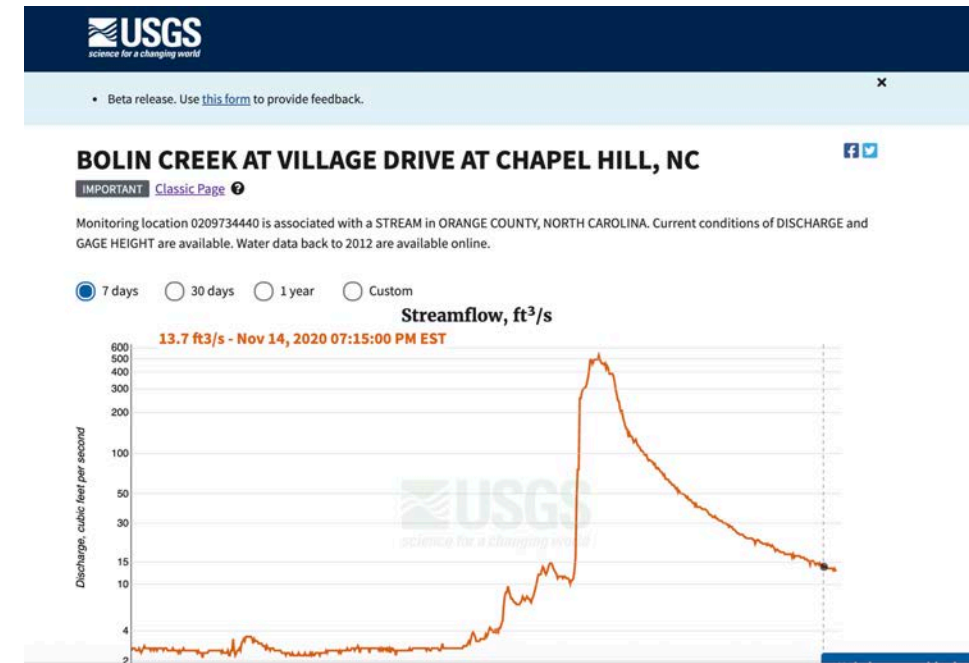 USGS
science for a changing world
• Beta release. Use this form to provide feedback.
×
BOLIN CREEK AT VILLAGE DRIVE AT CHAPEL HILL, NC
IMPORTANT Classic Page ?
Monitoring location 0209734440 is associated with a STREAM in ORANGE COUNTY, NORTH CAROLINA. Current conditions of DISCHARGE and
GAGE HEIGHT are available. Water data back to 2012 are available online.
7 days 30 days 1 year Custom
Streamflow, ft³/s
13.7 ft3/s - Nov 14, 2020 07:15:00 PM EST
600
500
400
300
200
100
50
30
15
10
4
2
Discharge, cubic feet per second
USGS
science for a changing world